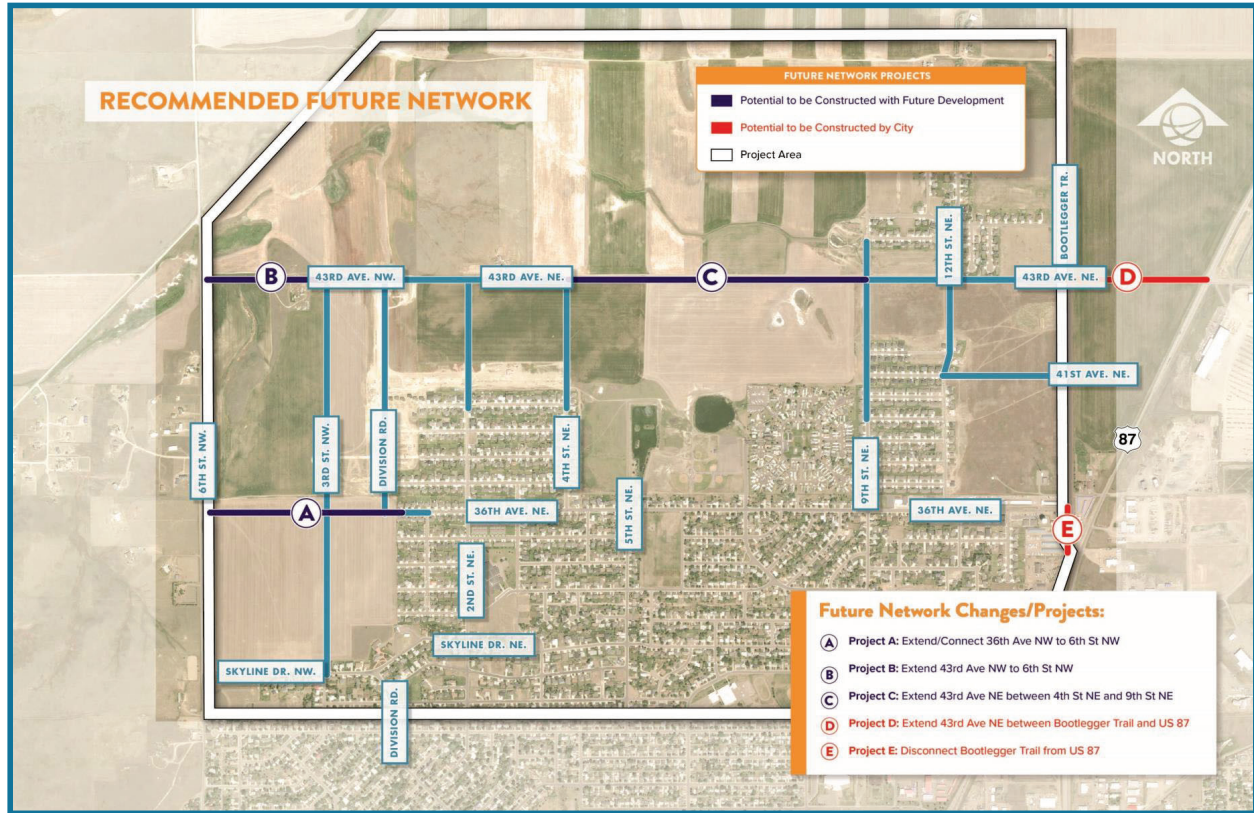 RECOMMENDED FUTURE NETWORK
FUTURE NETWORK PROJECTS
Potential to be Constructed with Future Development
Potential to be Constructed by City
Project Area
NORTH
BOOTLEGGER TR.
12TH ST. NE.
B
43RD AVE. NW.
43RD AVE. NE.
C
43RD AVE. NE.
D
41ST AVE. NE.
87
6TH ST. NW.
3RD ST. NW.
DIVISION RD.
4TH ST. NE.
9TH ST. NE.
A
36TH AVE. NE.
5TH ST. NE.
36TH AVE. NE.
E
2ND ST. NE.
SKYLINE DR. NE.
SKYLINE DR. NW.
DIVISION RD.
Future Network Changes/Projects:
A Project A: Extend/Connect 36th Ave NW to 6th St NW
B Project B: Extend 43rd Ave NW to 6th St NW
C Project C: Extend 43rd Ave NE between 4th St NE and 9th St NE
D Project D: Extend 43rd Ave NE between Bootlegger Trail and US 87
E Project E: Disconnect Bootlegger Trail from US 87